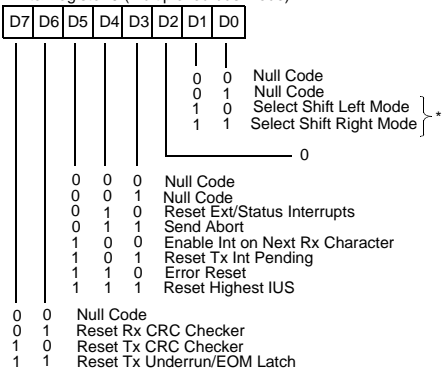 D7 D6 D5 D4 D3 D2 D1 D0
0 0 Null Code
0 1 Null Code
1 0 Select Shift Left Mode
1 1 Select Shift Right Mode
*
0
0 0 0 Null Code
0 0 1 Null Code
0 1 0 Reset Ext/Status Interrupts
0 1 1 Send Abort
1 0 0 Enable Int on Next Rx Character
1 0 1 Reset Tx Int Pending
1 1 0 Error Reset
1 1 1 Reset Highest IUS
0 0 Null Code
0 1 Reset Rx CRC Checker
1 0 Reset Tx CRC Checker
1 1 Reset Tx Underrun/EOM Latch